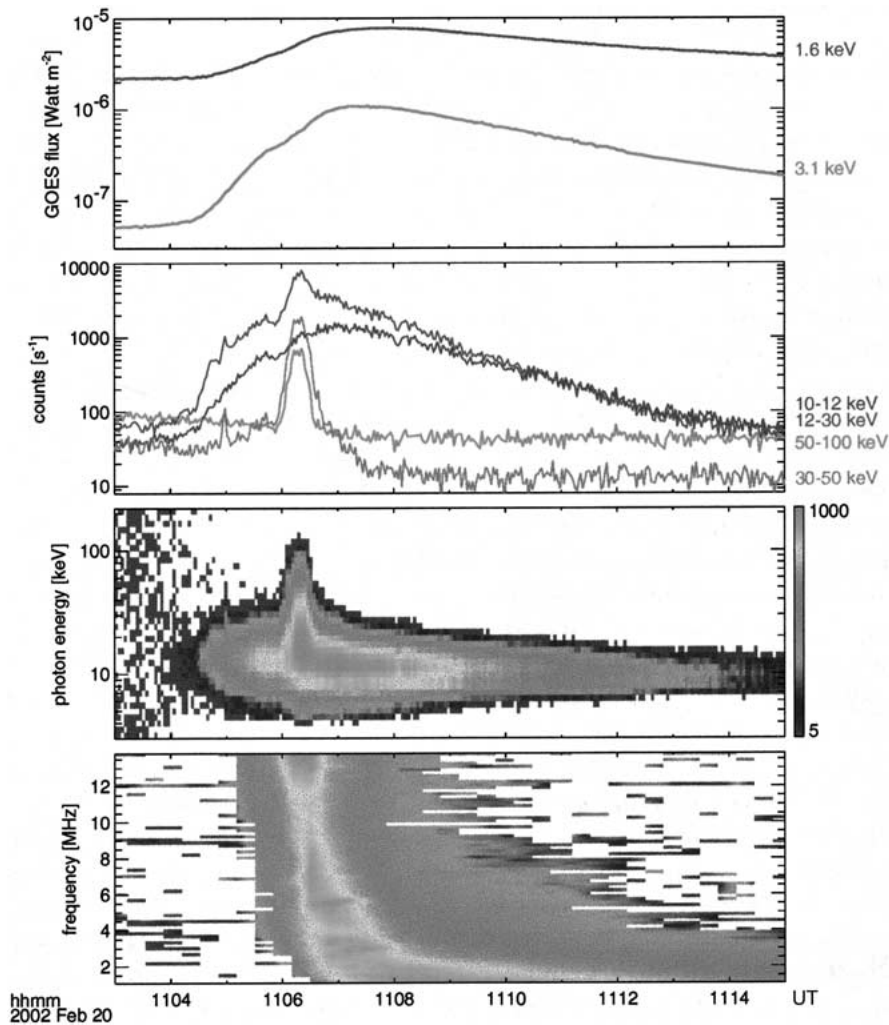 10-5
10-6
10-7
GOES flux [Watt m-2]
1.6 keV
3.1 keV
10000
1000
100
10
counts [s-1]
10-12 keV
12-30 keV
50-100 keV
30-50 keV
100
10
photon energy [keV]
1000
5
12
10
8
6
4
2
frequency [MHz]
1104 1106 1108 1110 1112 1114 UT
hhmm
2002 Feb 20